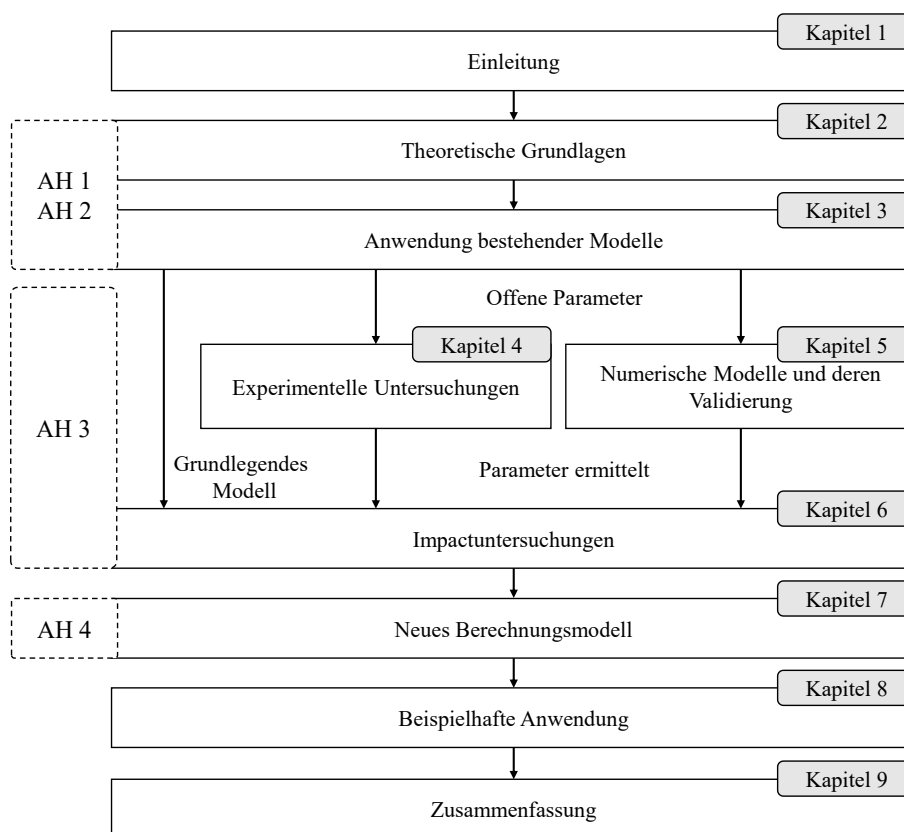 Kapitel 1
Einleitung
Kapitel 2
Theoretische Grundlagen
AH 1
AH 2
Kapitel 3
Anwendung bestehender Modelle
Offene Parameter
Kapitel 4
Experimentelle Untersuchungen
Kapitel 5
Numerische Modelle und deren
Validierung
AH 3
Grundlegendes
Modell
Parameter ermittelt
Kapitel 6
Impactuntersuchungen
Kapitel 7
AH 4
Neues Berechnungsmodell
Kapitel 8
Beispielhafte Anwendung
Kapitel 9
Zusammenfassung